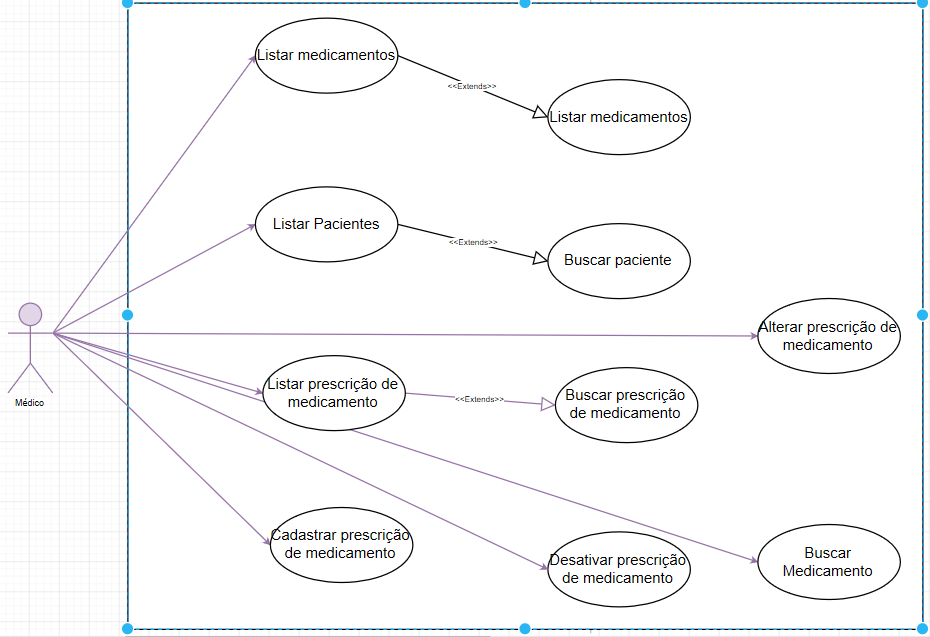 Listar medicamentos
<<Extends>>
Listar medicamentos
Listar Pacientes
<<Extends>>
Buscar paciente
Alterar prescrição de
medicamento
Médico
Listar prescrição de
medicamento
<<Extends>>
Buscar prescrição
de medicamento
Cadastrar prescrição
de medicamento
Desativar prescrição
de medicamento
Buscar
Medicamento